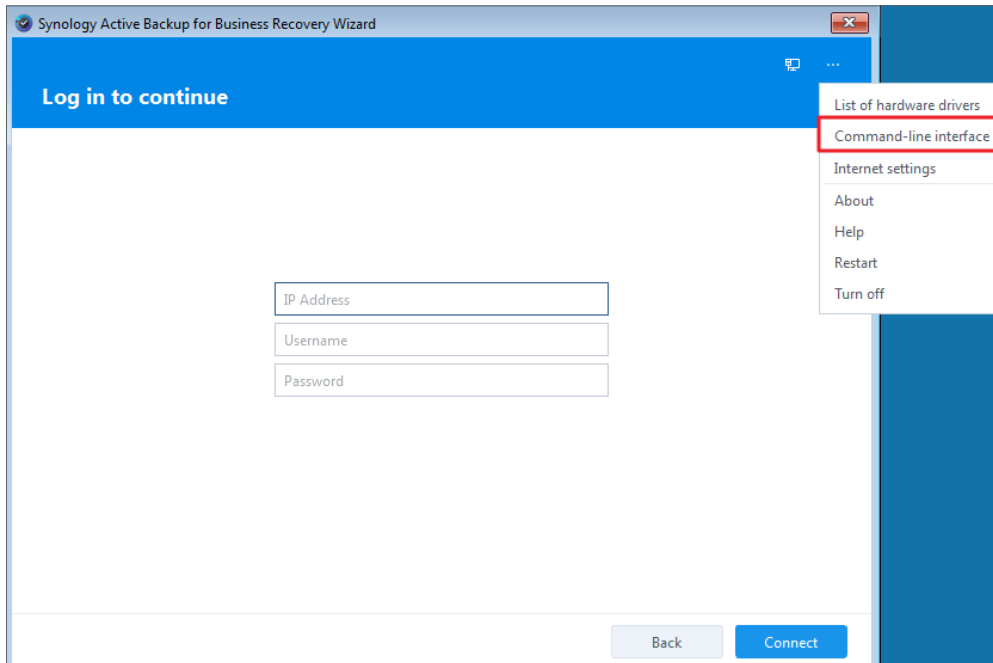 Synology Active Backup for Business Recovery Wizard
...
Log in to continue
List of hardware drivers
Command-line interface
Internet settings
About
Help
Restart
Turn off
IP Address
Username
Password
Back
Connect